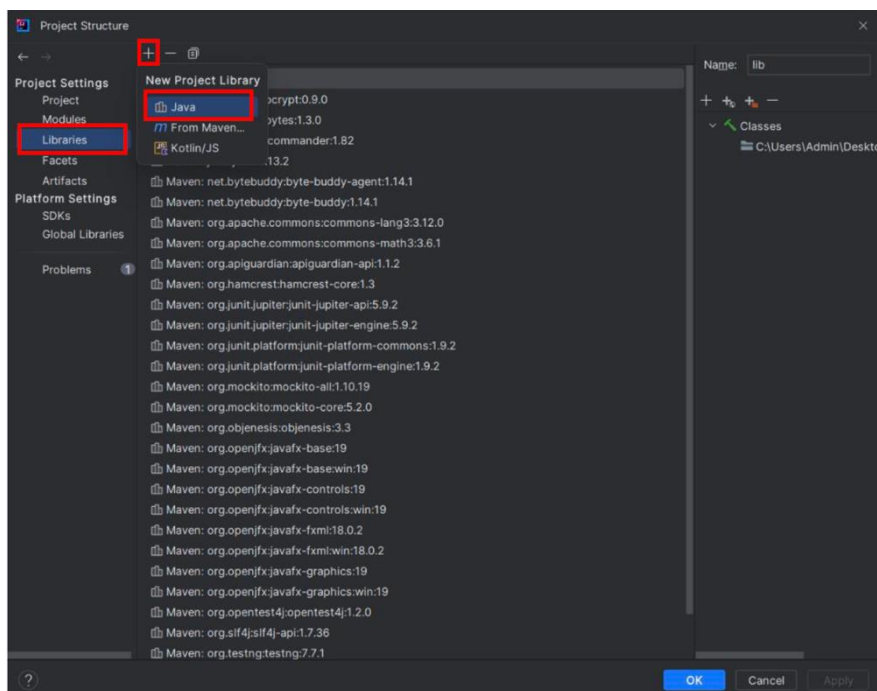 Project Structure
Project Settings
Project
Modules
Libraries
Facets
Artifacts
Platform Settings
SDKs
Global Libraries
Problems 1
New Project Library
Java
From Maven...
Kotlin/JS
bcrypt:0.9.0
bytes:1.3.0
commander:1.82
13.2
Maven: net.bytebuddy:byte-buddy-agent:1.14.1
Maven: net.bytebuddy:byte-buddy:1.14.1
Maven: org.apache.commons:commons-lang3:3.12.0
Maven: org.apache.commons:commons-math3:3.6.1
Maven: org.apiguardian:apiguardian-api:1.1.2
Maven: org.hamcrest:hamcrest-core:1.3
Maven: org.junit.jupiter:junit-jupiter-api:5.9.2
Maven: org.junit.jupiter:junit-jupiter-engine:5.9.2
Maven: org.junit.platform:junit-platform-commons:1.9.2
Maven: org.junit.platform:junit-platform-engine:1.9.2
Maven: org.mockito:mockito-all:1.10.19
Maven: org.mockito:mockito-core:5.2.0
Maven: org.objenesis:objenesis:3.3
Maven: org.openjfx:javafx-base:19
Maven: org.openjfx:javafx-base:win:19
Maven: org.openjfx:javafx-controls:19
Maven: org.openjfx:javafx-controls:win:19
Maven: org.openjfx:javafx-fxml:18.0.2
Maven: org.openjfx:javafx-fxml:win:18.0.2
Maven: org.openjfx:javafx-graphics:19
Maven: org.openjfx:javafx-graphics:win:19
Maven: org.opentest4j:opentest4j:1.2.0
Maven: org.slf4j:slf4j-api:1.7.36
Maven: org.testng:testng:7.7.1
Name: lib
Classes
C:\Users\Admin\Deskto
? OK Cancel Apply